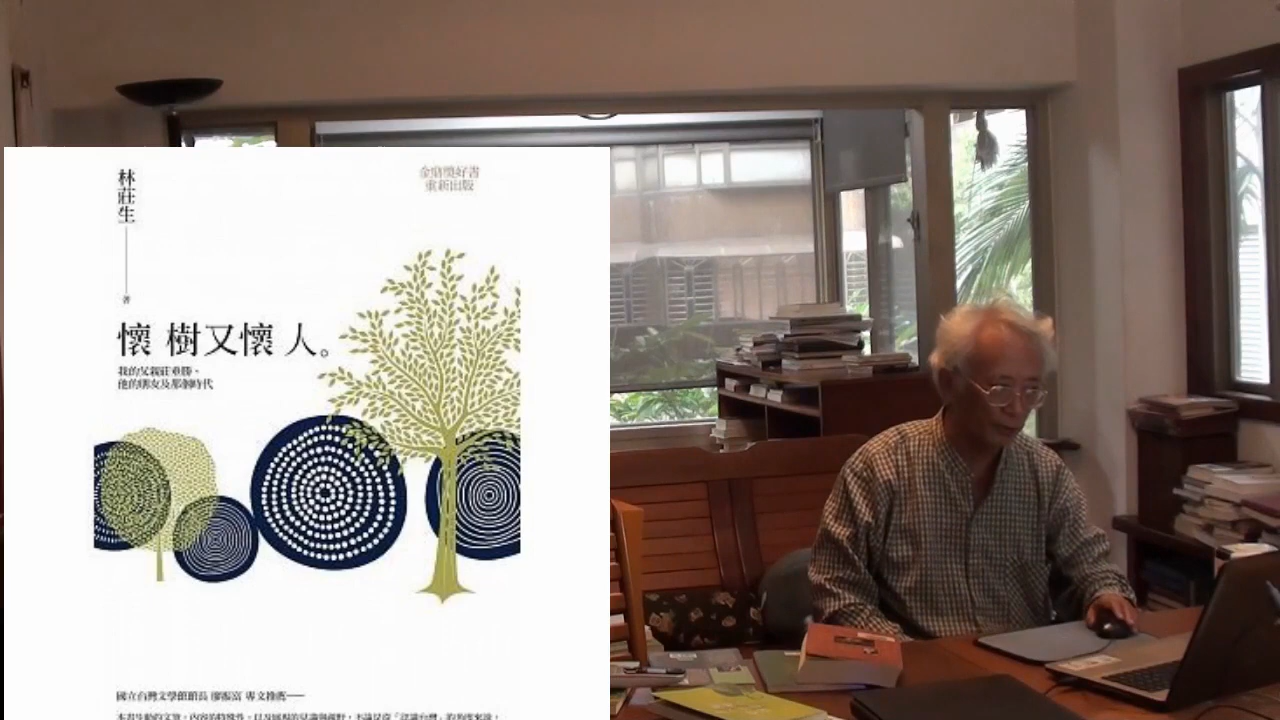 林莊生
著
金鼎獎好書
重新出版
懷樹又懷人。
我的父親莊垂勝、
他的朋友及那個時代
國立台灣文學館館長 廖振富 專文推薦——